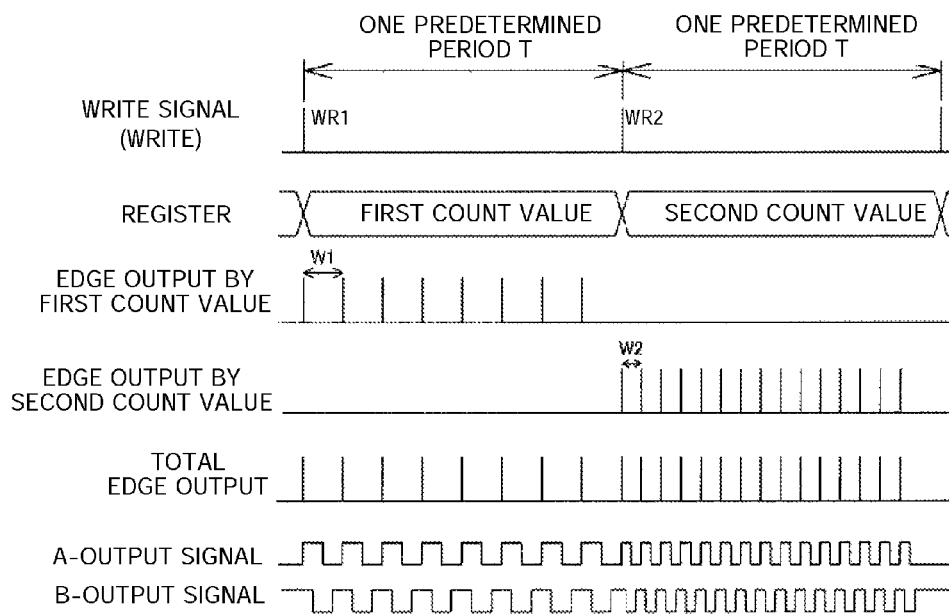 ONE PREDETERMINED
PERIOD T
ONE PREDETERMINED
PERIOD T
WRITE SIGNAL
(WRITE)
WR1
WR2
REGISTER
FIRST COUNT VALUE
SECOND COUNT VALUE
W1
EDGE OUTPUT BY
FIRST COUNT VALUE
W2
EDGE OUTPUT BY
SECOND COUNT VALUE
TOTAL
EDGE OUTPUT
A-OUTPUT SIGNAL
B-OUTPUT SIGNAL